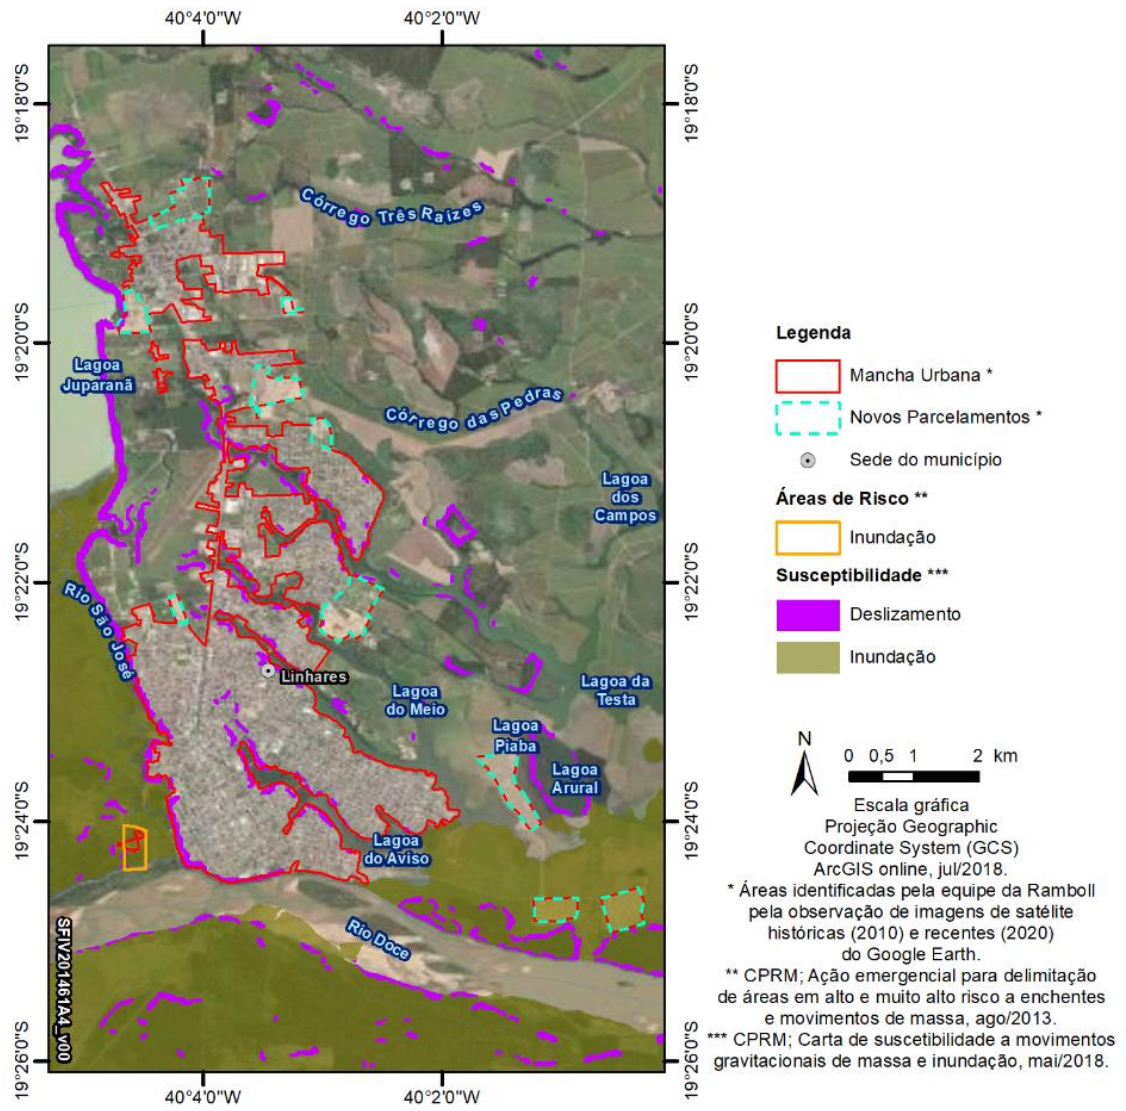 40°4'0"W
40°2'0"W
19°18'0"S
19°18'0"S
Córrego Três Raízes
19°20'0"S
19°20'0"S
Lagoa
Juparanã
Córrego das Pedras
Lagoa
dos
Campos
19°22'0"S
19°22'0"S
Rio São José
Linhares
Lagoa
do Meio
Lagoa da
Testa
Lagoa
Piaba
Lagoa
Arural
19°24'0"S
19°24'0"S
Lagoa
do Aviso
Rio Doce
SFIV201461A4_v00
19°26'0"S
19°26'0"S
40°4'0"W
40°2'0"W
Legenda
Mancha Urbana *
Novos Parcelamentos *
Sede do município
Áreas de Risco **
Inundação
Susceptibilidade ***
Deslizamento
Inundação
N
0 0,5 1 2 km
Escala gráfica
Projeção Geographic
Coordinate System (GCS)
ArcGIS online, jul/2018.
* Áreas identificadas pela equipe da Ramboll
pela observação de imagens de satélite
históricas (2010) e recentes (2020)
do Google Earth.
** CPRM; Ação emergencial para delimitação
de áreas em alto e muito alto risco a enchentes
e movimentos de massa, ago/2013.
*** CPRM; Carta de suscetibilidade a movimentos
gravitacionais de massa e inundação, mai/2018.